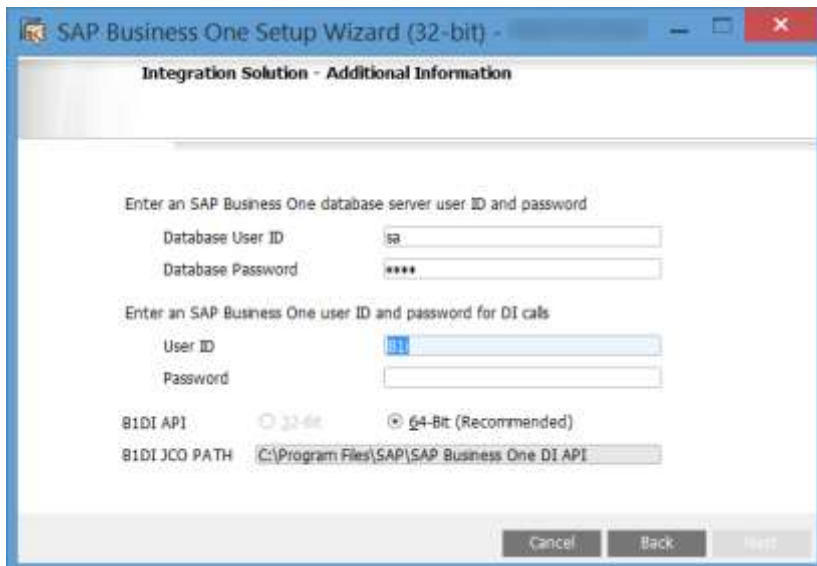 SAP Business One Setup Wizard (32-bit) -
Integration Solution - Additional Information
Enter an SAP Business One database server user ID and password
Database User ID sa
Database Password ****
Enter an SAP Business One user ID and password for DI calls
User ID B1i
Password
B1DI API 32-Bit 64-Bit (Recommended)
B1DI JCO PATH C:\Program Files\SAP\SAP Business One DI API
Cancel Back Next